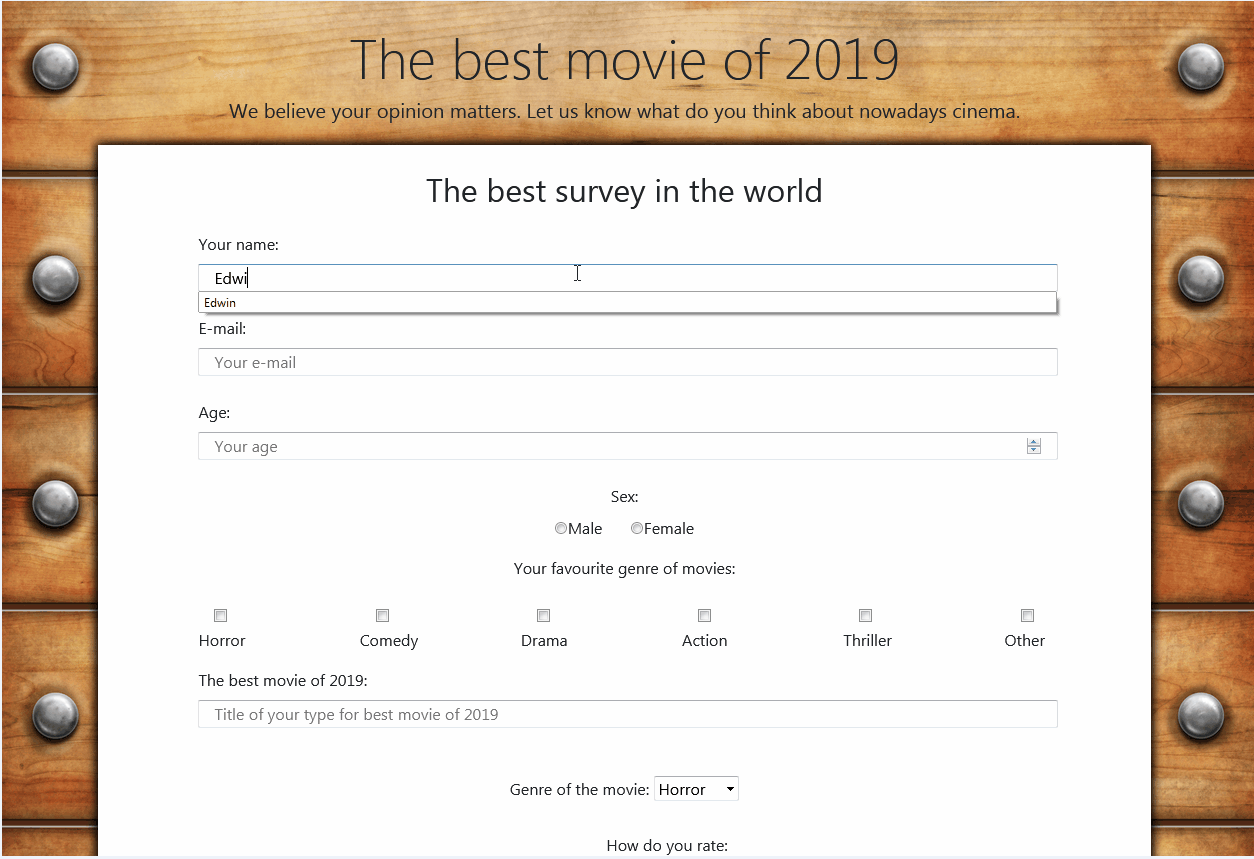 The best movie of 2019
We believe your opinion matters. Let us know what do you think about nowadays cinema.
The best survey in the world
Your name:
Edwi
Edwin
E-mail:
Your e-mail
Age:
Your age
Sex:
Male Female
Your favourite genre of movies:
Horror Comedy Drama Action Thriller Other
The best movie of 2019:
Title of your type for best movie of 2019
Genre of the movie: Horror
How do you rate: